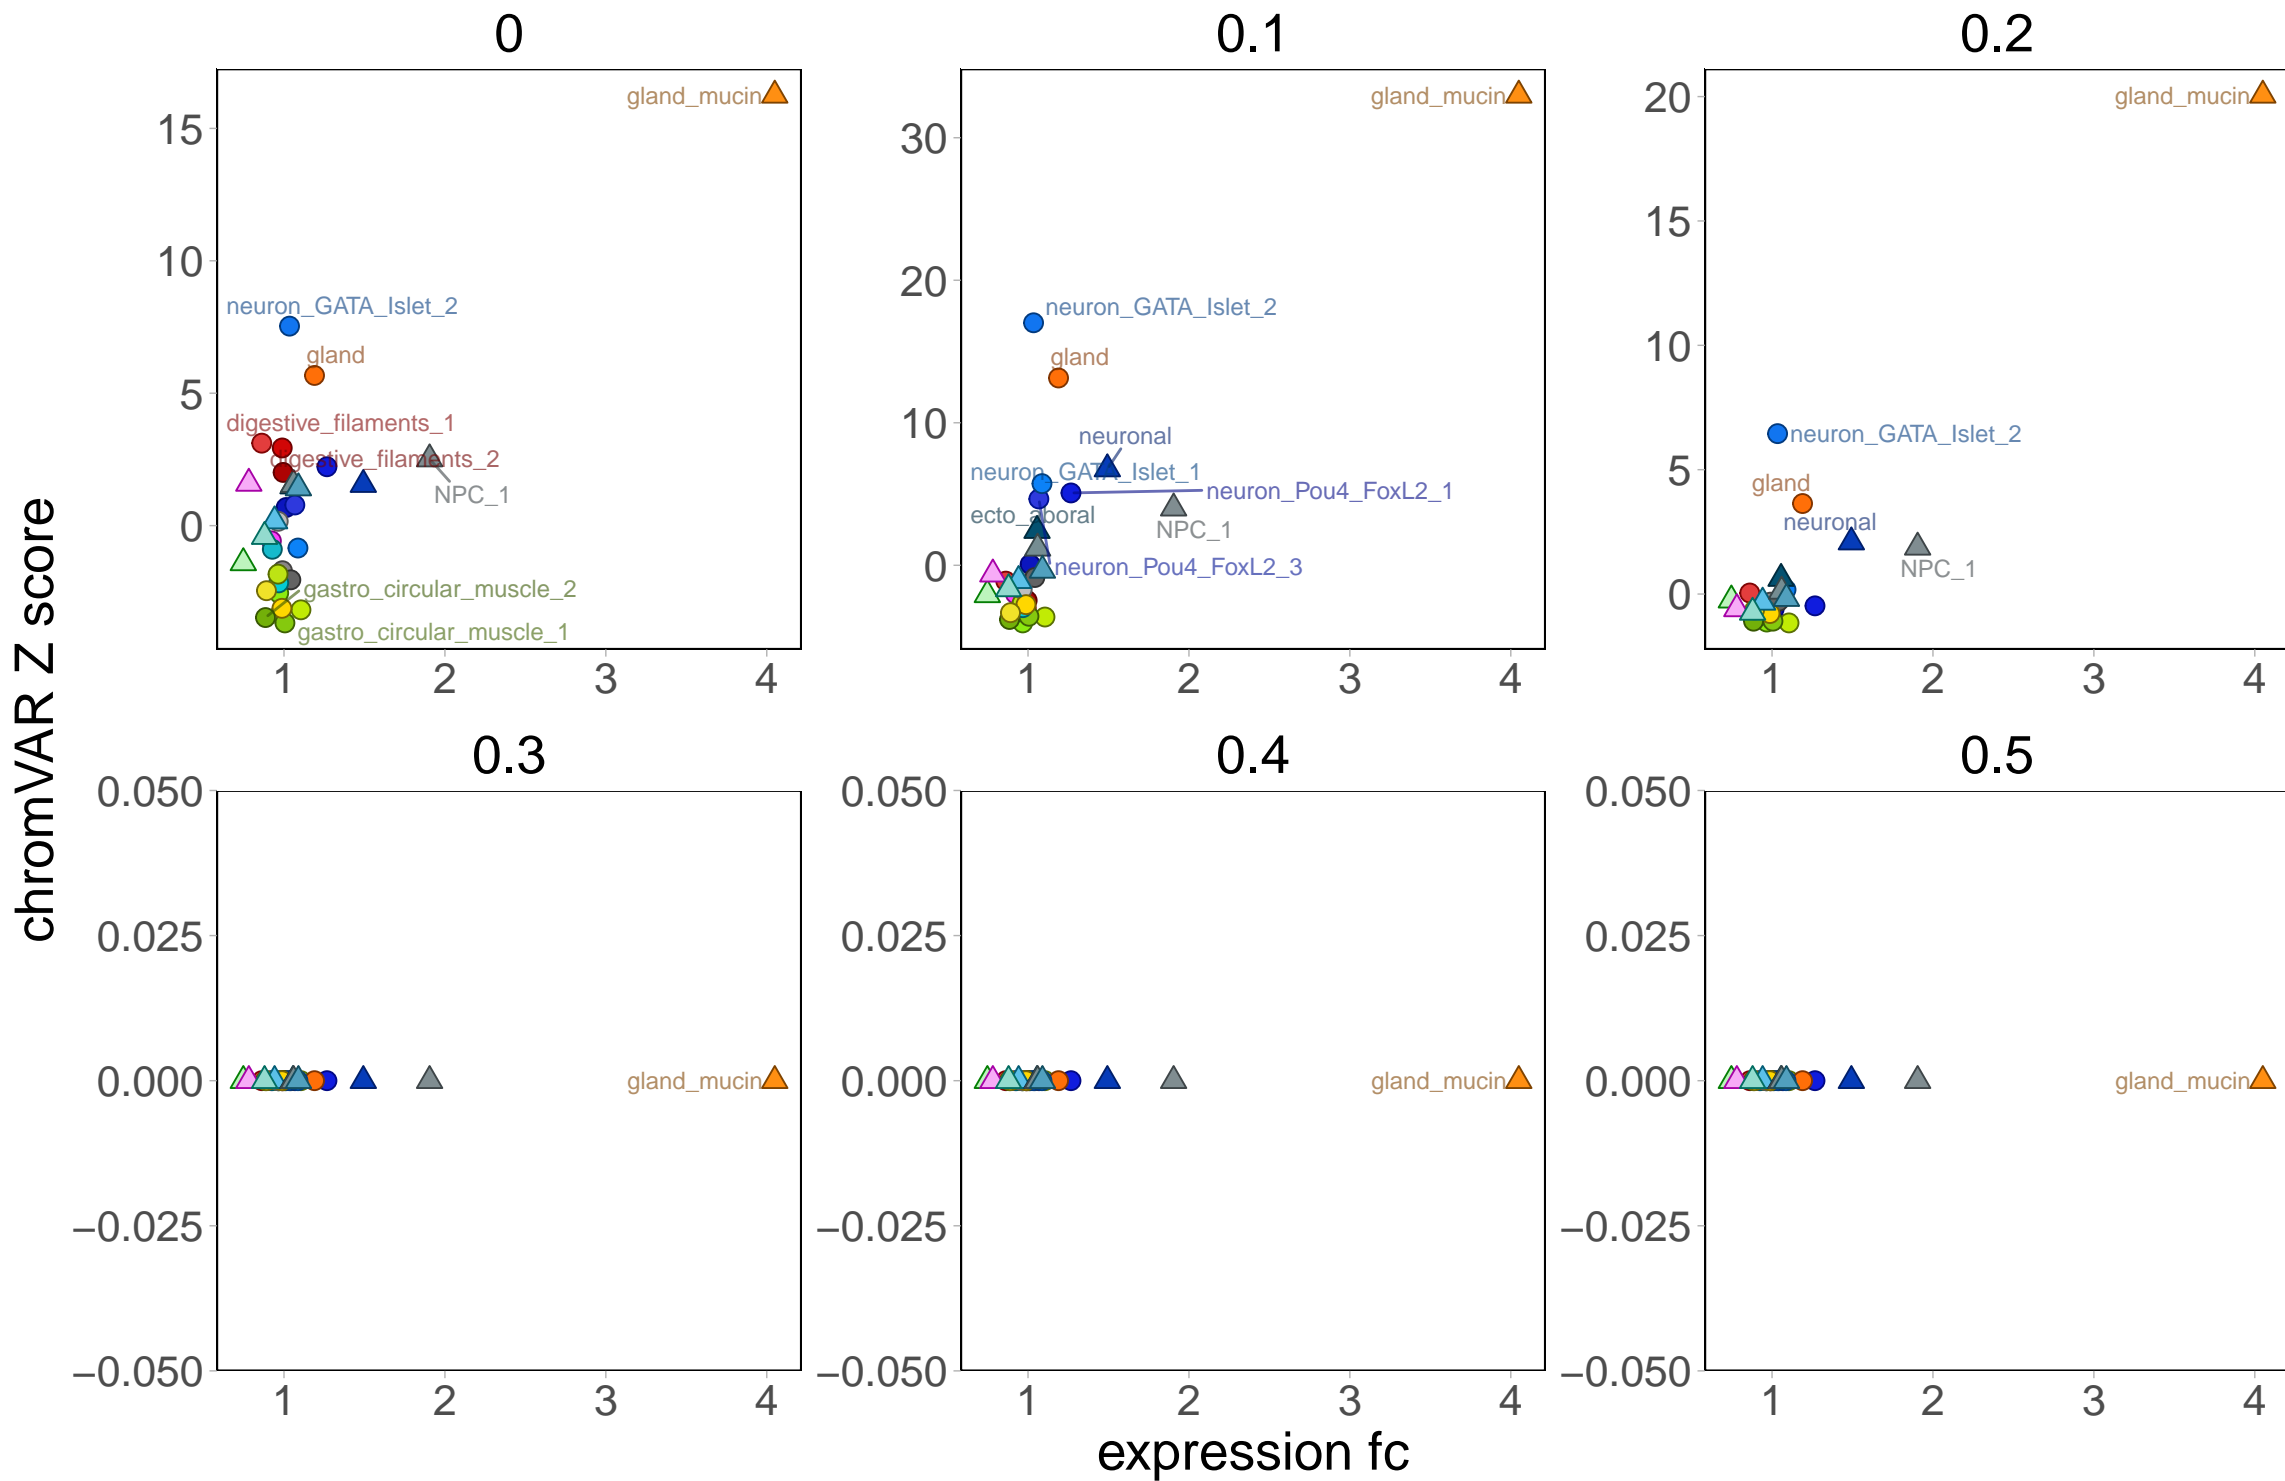 0
0.1
0.2
chromVAR Z score
15
10
5
0
gland_mucin
neuron_GATA_Islet_2
gland
digestive_filaments_1
digestive_filaments_2
NPC_1
gastro_circular_muscle_2
gastro_circular_muscle_1
1 2 3 4
30
20
10
0
gland_mucin
neuron_GATA_Islet_2
gland
neuronal
neuron_GATA_Islet_1
neuron_Pou4_FoxL2_1
ecto_aboral
NPC_1
neuron_Pou4_FoxL2_3
1 2 3 4
20
15
10
5
0
gland_mucin
neuron_GATA_Islet_2
gland
neuronal
NPC_1
1 2 3 4
0.3
0.4
0.5
0.050
0.025
0.000
−0.025
−0.050
gland_mucin
1 2 3 4
0.050
0.025
0.000
−0.025
−0.050
gland_mucin
1 2 3 4
0.050
0.025
0.000
−0.025
−0.050
gland_mucin
1 2 3 4
expression fc